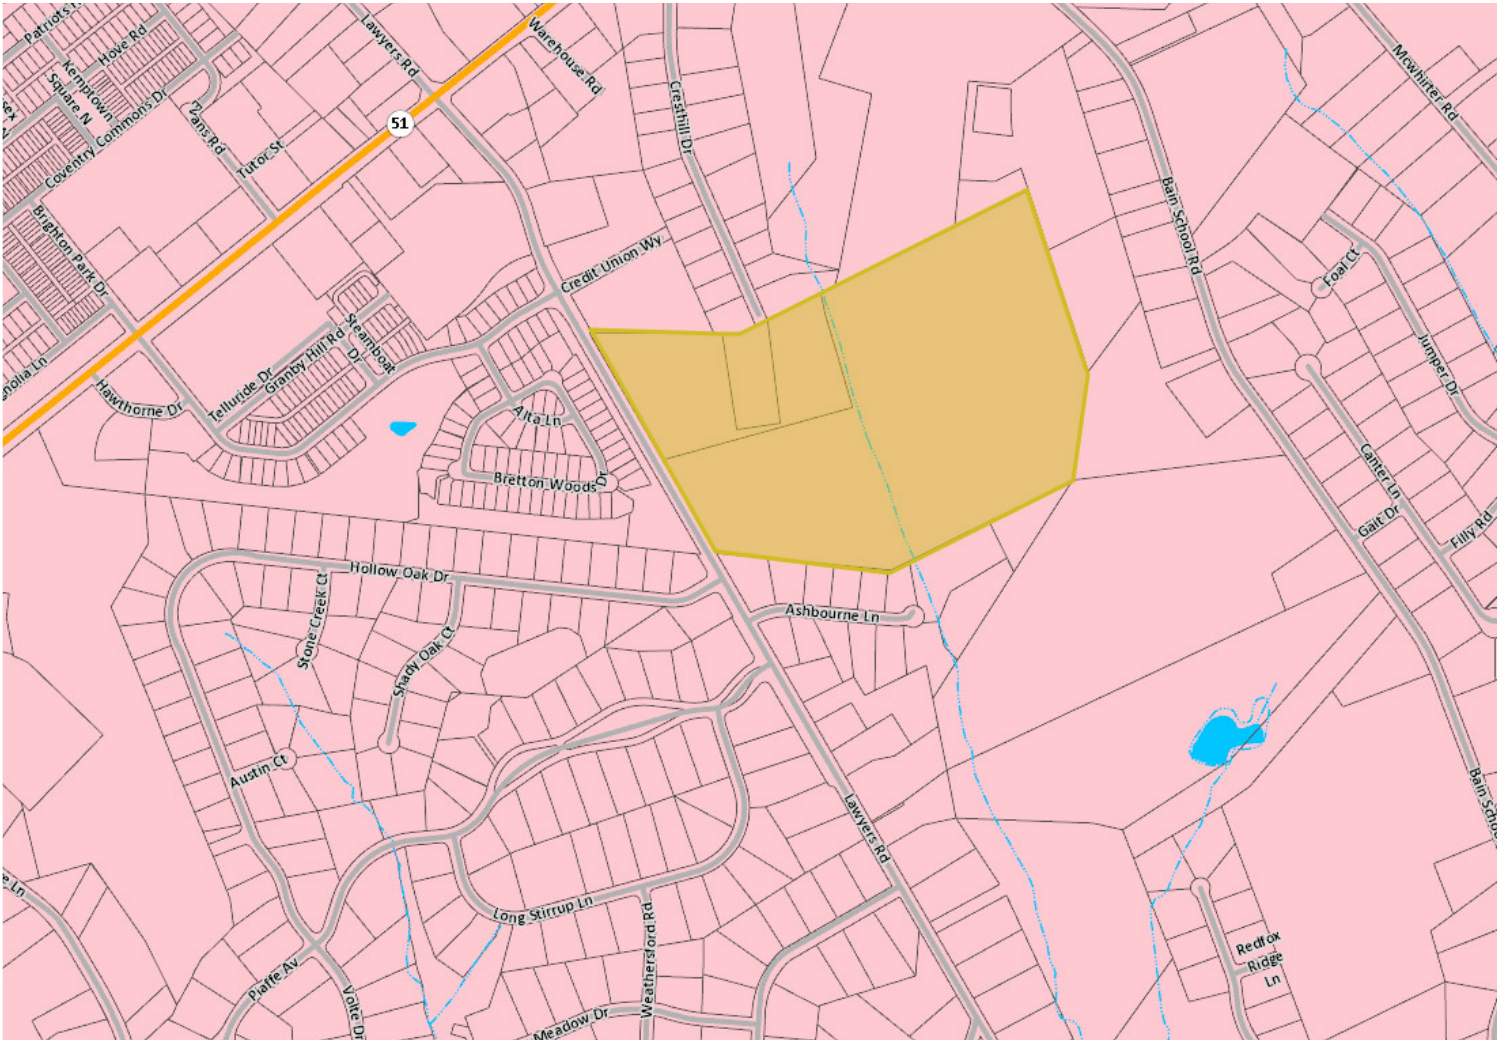 Patriots
Hove Rd
Kemptown
Square N
Coventry Commons Dr
Evans Rd
Tutor St
Lawyers Rd
51
Warehouse Rd
Cresthill Dr
Mcwhirter Rd
Bain School Rd
Brighton Park Dr
Credit Union Wy
Foal Ct
Steamboat
Dr
Granby Hill Rd
Telluride Dr
Hawthorne Dr
Jumper Dr
Alta Ln
Bretton Woods
Dr
Canter Ln
Gait Dr
Filly Rd
Hollow Oak Dr
Stone Creek Ct
Shady Oak Ct
Ashbourne Ln
Austin Ct
Lawyers Rd
Bain Schoo
e Ln
Long Stirrup Ln
Weathersford Rd
Redfox
Ridge
Ln
Piaffe Av
Volte Dr
Meadow Dr